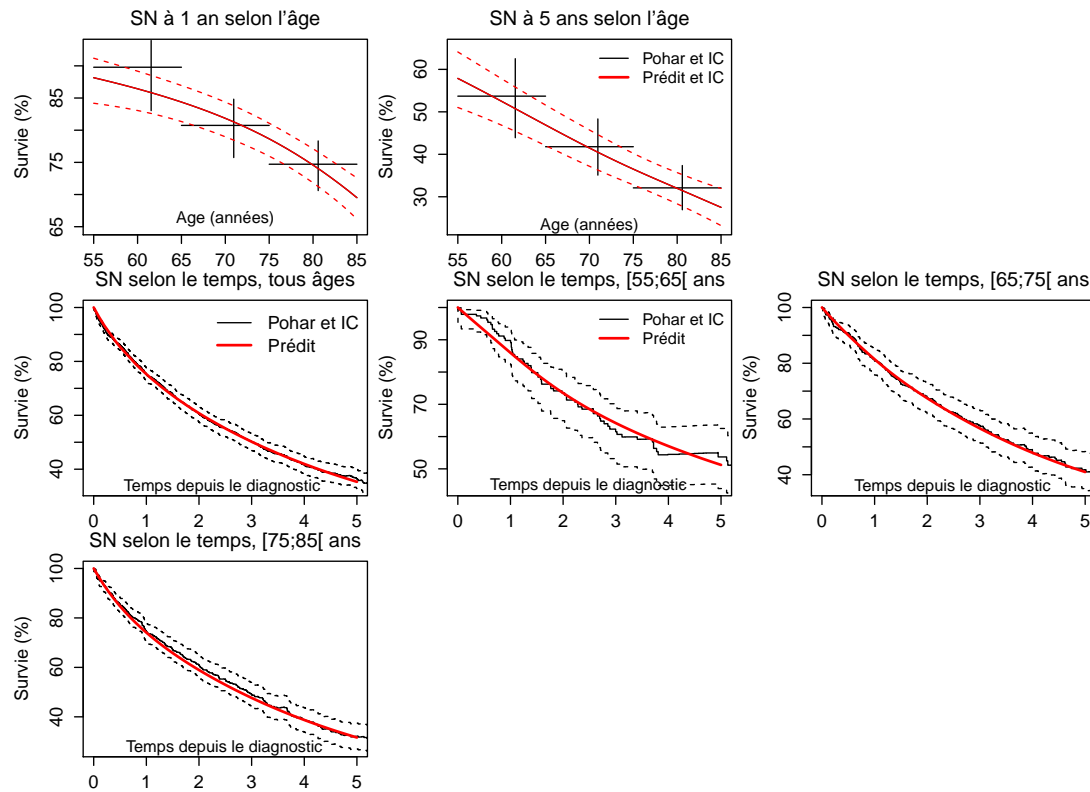 SN à 1 an selon l'âge
Survie (%)
65
75
85
Age (années)
55 60 65 70 75 80 85
SN à 5 ans selon l'âge
Survie (%)
30
40
50
60
Pohar et IC
Prédit et IC
Age (années)
55 60 65 70 75 80 85
SN selon le temps, tous âges
Survie (%)
40
60
80
100
Pohar et IC
Prédit
Temps depuis le diagnostic
0 1 2 3 4 5
SN selon le temps, [55;65[ ans
Survie (%)
50
70
90
Pohar et IC
Prédit
Temps depuis le diagnostic
0 1 2 3 4 5
SN selon le temps, [65;75[ ans
Survie (%)
40
60
80
100
Temps depuis le diagnostic
0 1 2 3 4 5
SN selon le temps, [75;85[ ans
Survie (%)
40
60
80
100
Temps depuis le diagnostic
0 1 2 3 4 5